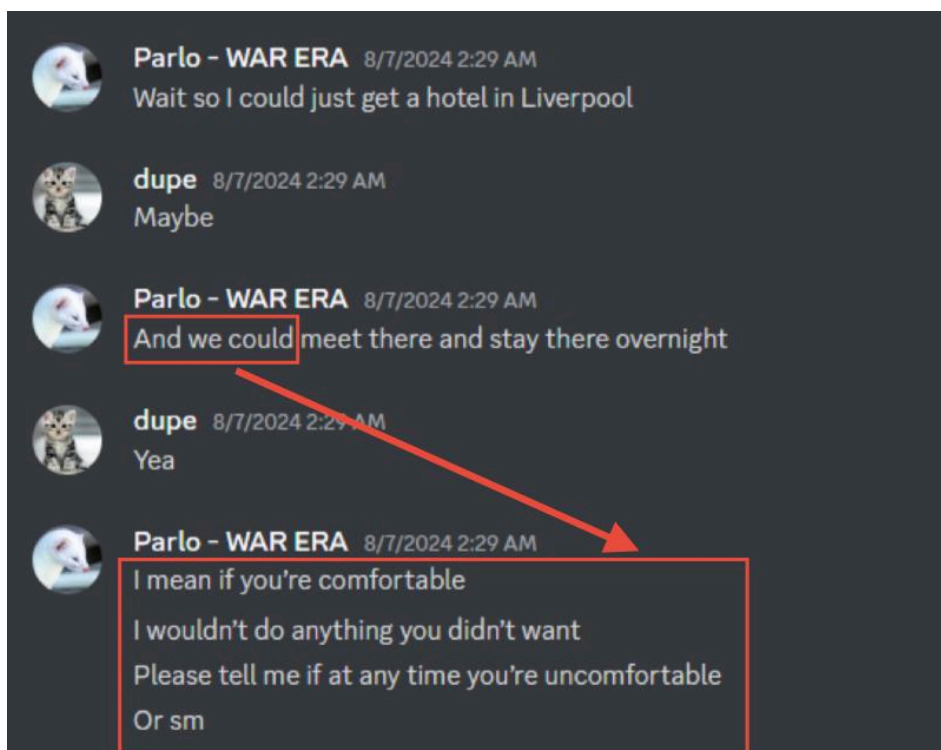 Parlo - WAR ERA 8/7/2024 2:29 AM
Wait so I could just get a hotel in Liverpool
dupe 8/7/2024 2:29 AM
Maybe
Parlo - WAR ERA 8/7/2024 2:29 AM
And we could meet there and stay there overnight
dupe 8/7/2024 2:29 AM
Yea
Parlo - WAR ERA 8/7/2024 2:29 AM
I mean if you're comfortable
I wouldn't do anything you didn't want
Please tell me if at any time you're uncomfortable
Or sm